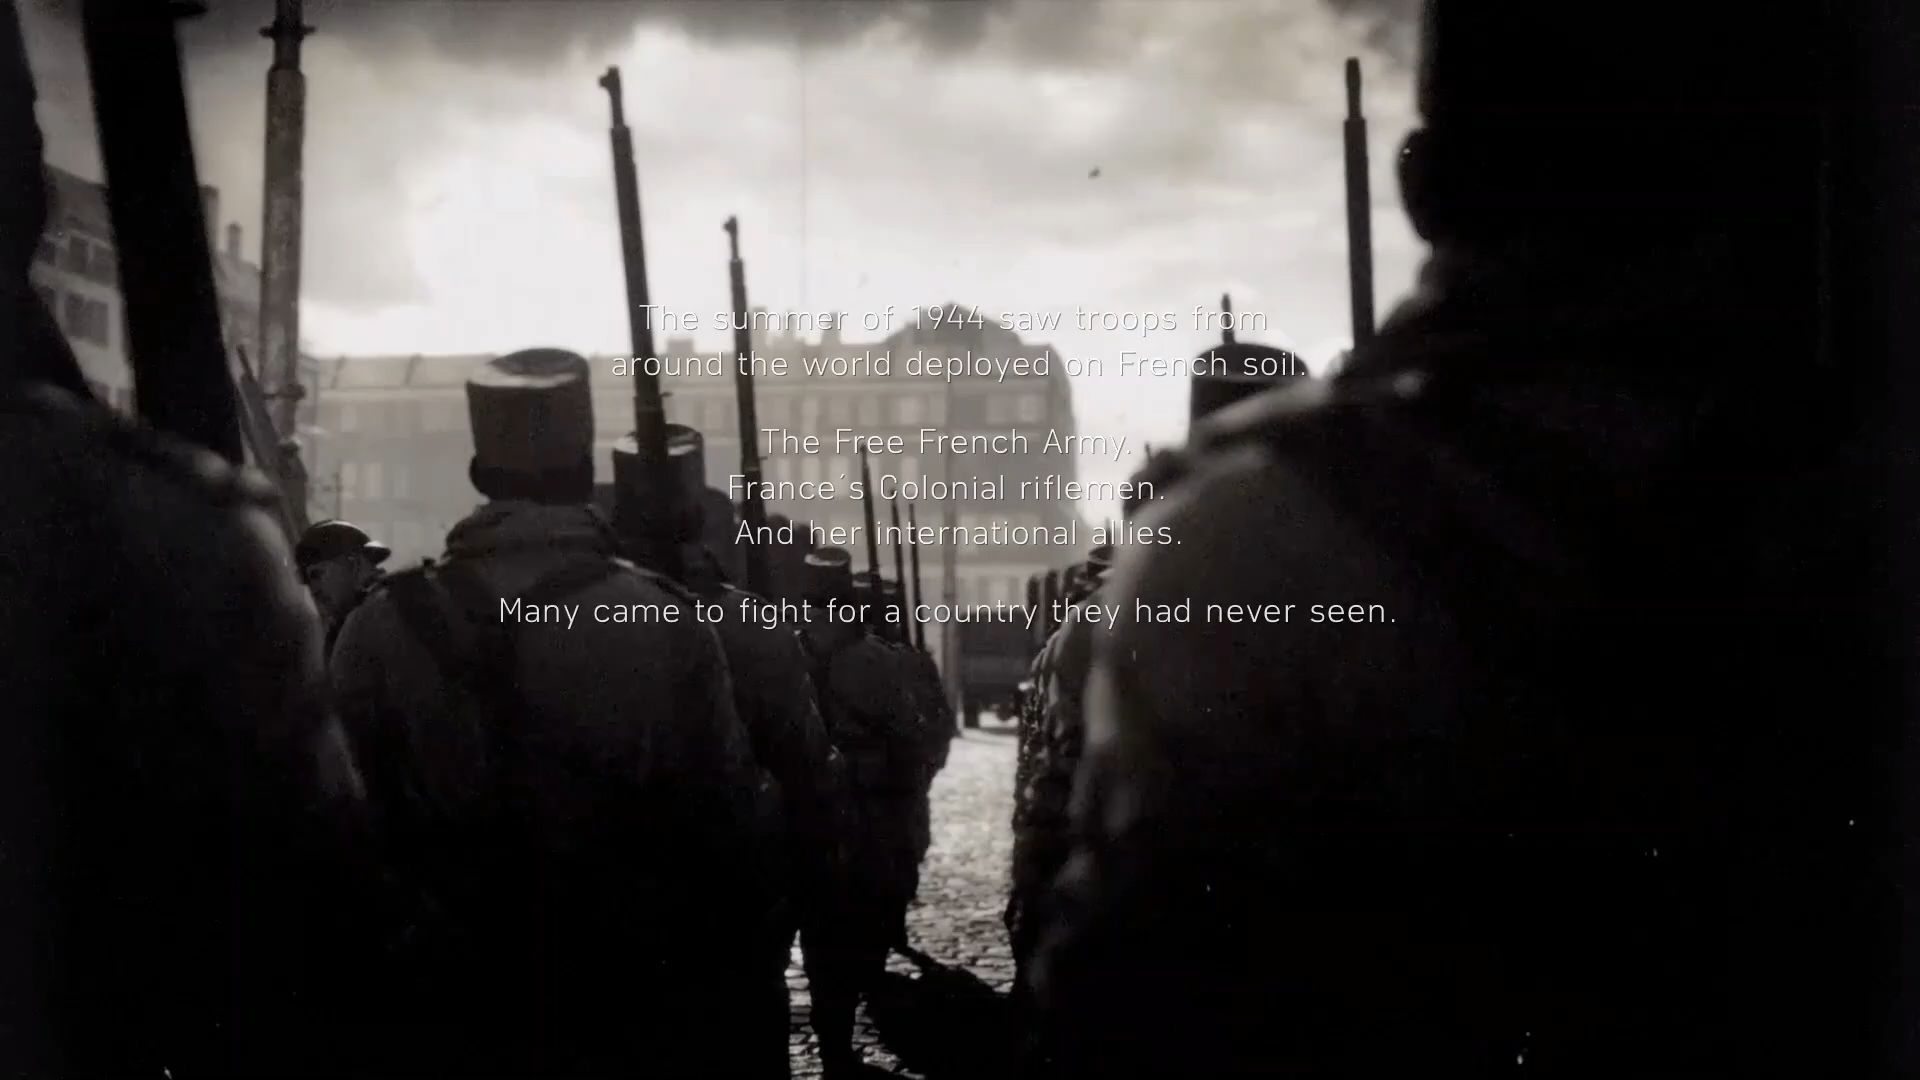 The summer of 1944 saw troops from
around the world deployed on French soil.
The Free French Army.
France´s Colonial riflemen.
And her international allies.
Many came to fight for a country they had never seen.